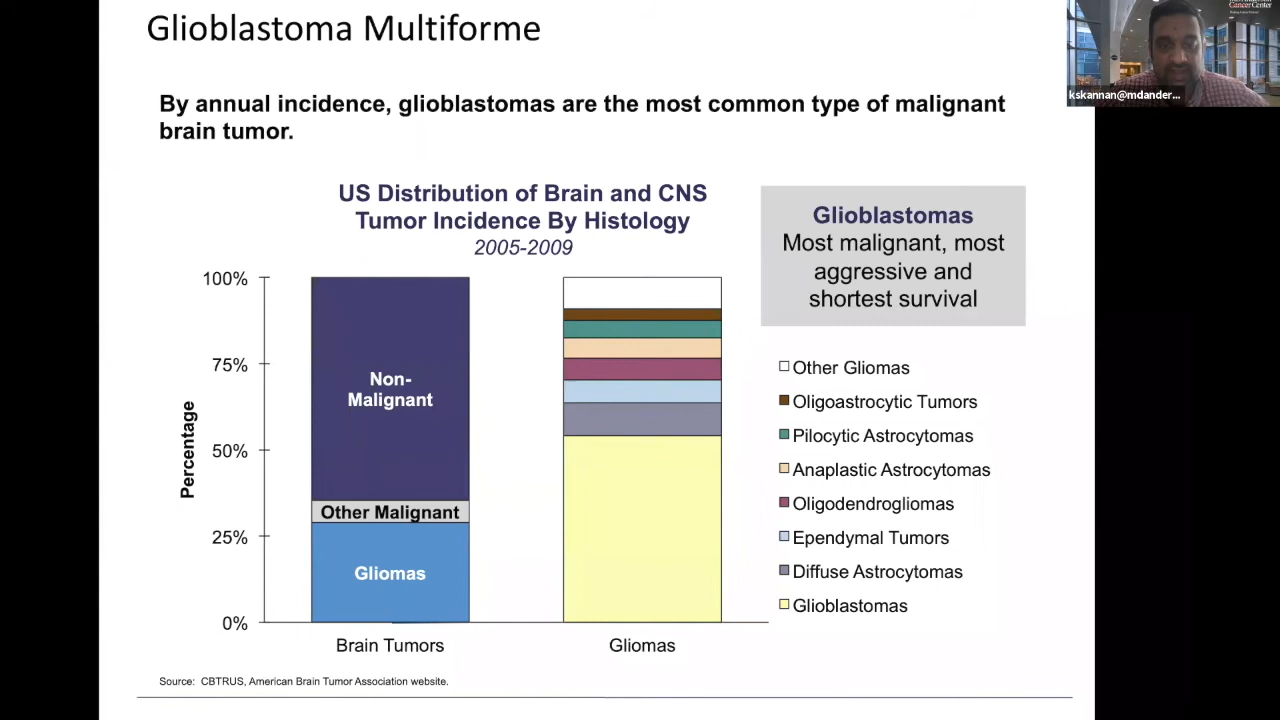 Glioblastoma Multiforme
Cancer Center
kskannan@mdander...
By annual incidence, glioblastomas are the most common type of malignant
brain tumor.
US Distribution of Brain and CNS
Tumor Incidence By Histology
2005-2009
Glioblastomas
Most malignant, most
aggressive and
shortest survival
100%
75%
50%
25%
0%
Percentage
Non-
Malignant
Other Malignant
Gliomas
Brain Tumors
Gliomas
Other Gliomas
Oligoastrocytic Tumors
Pilocytic Astrocytomas
Anaplastic Astrocytomas
Oligodendrogliomas
Ependymal Tumors
Diffuse Astrocytomas
Glioblastomas
Source: CBTRUS, American Brain Tumor Association website.